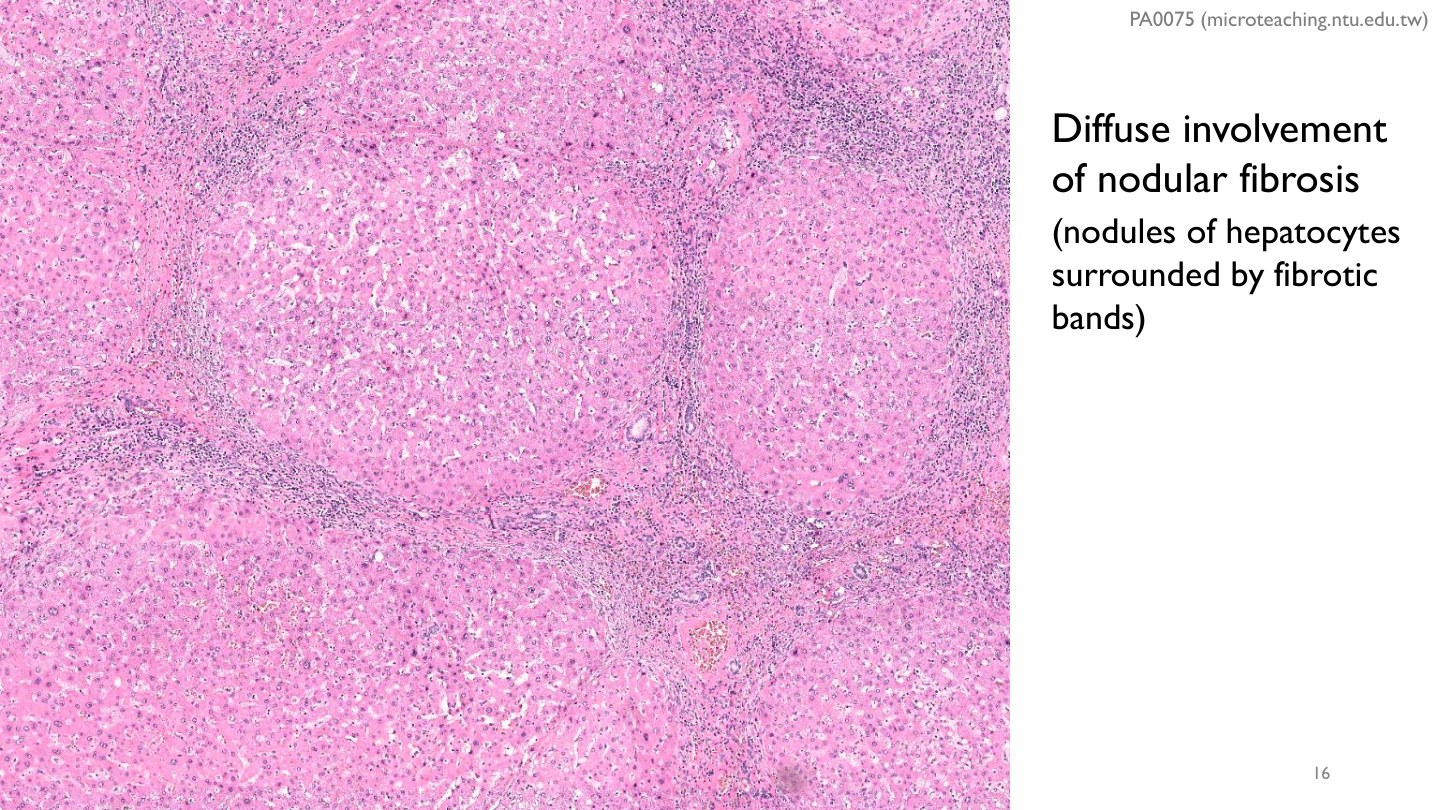 PA0075 (microteaching.ntu.edu.tw)
Diffuse involvement
of nodular fibrosis
(nodules of hepatocytes
surrounded by fibrotic
bands)
16